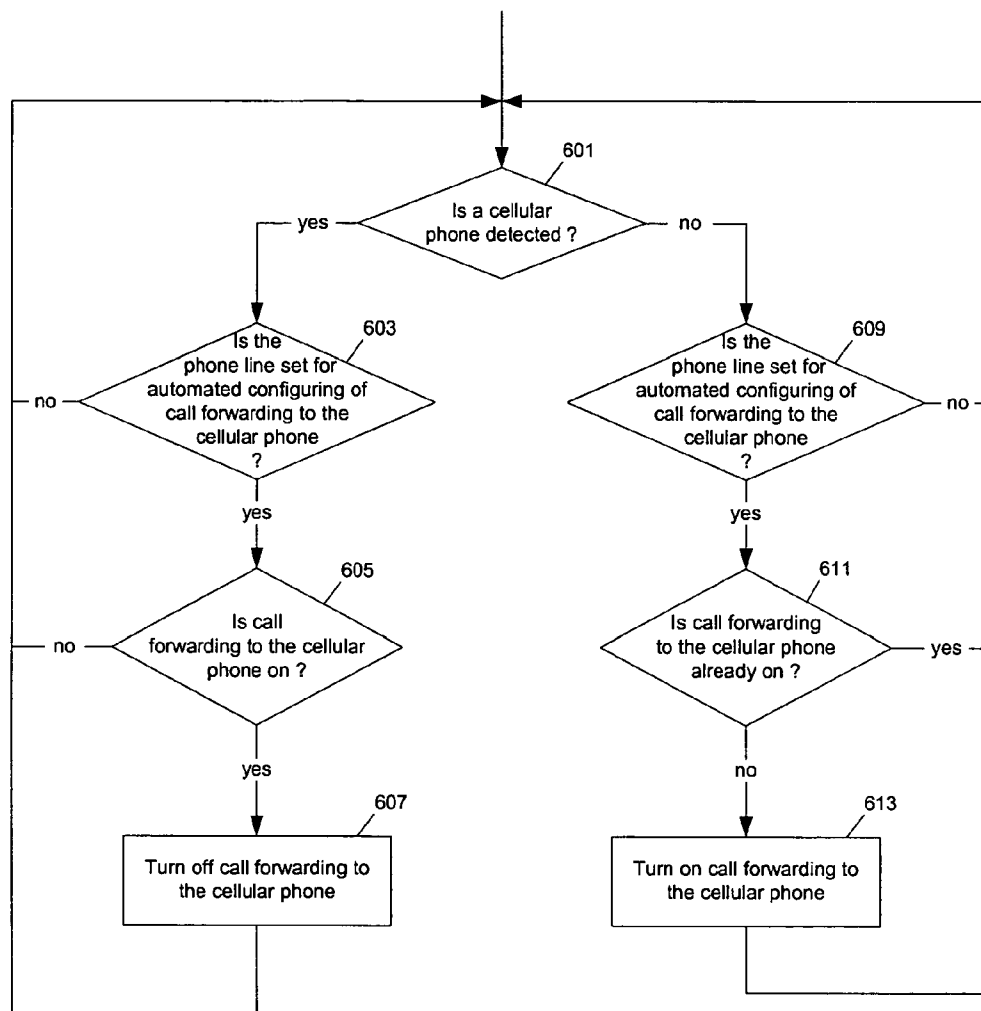 601
Is a cellular
phone detected ?
yes
no
603
Is the
phone line set for
automated configuring of
call forwarding to the
cellular phone
?
no
609
Is the
phone line set for
automated configuring of
call forwarding to the
cellular phone
?
no
yes
yes
605
Is call
forwarding to the cellular
phone on ?
no
611
Is call forwarding
to the cellular phone
already on ?
yes
yes
no
607
Turn off call forwarding to
the cellular phone
613
Turn on call forwarding to
the cellular phone